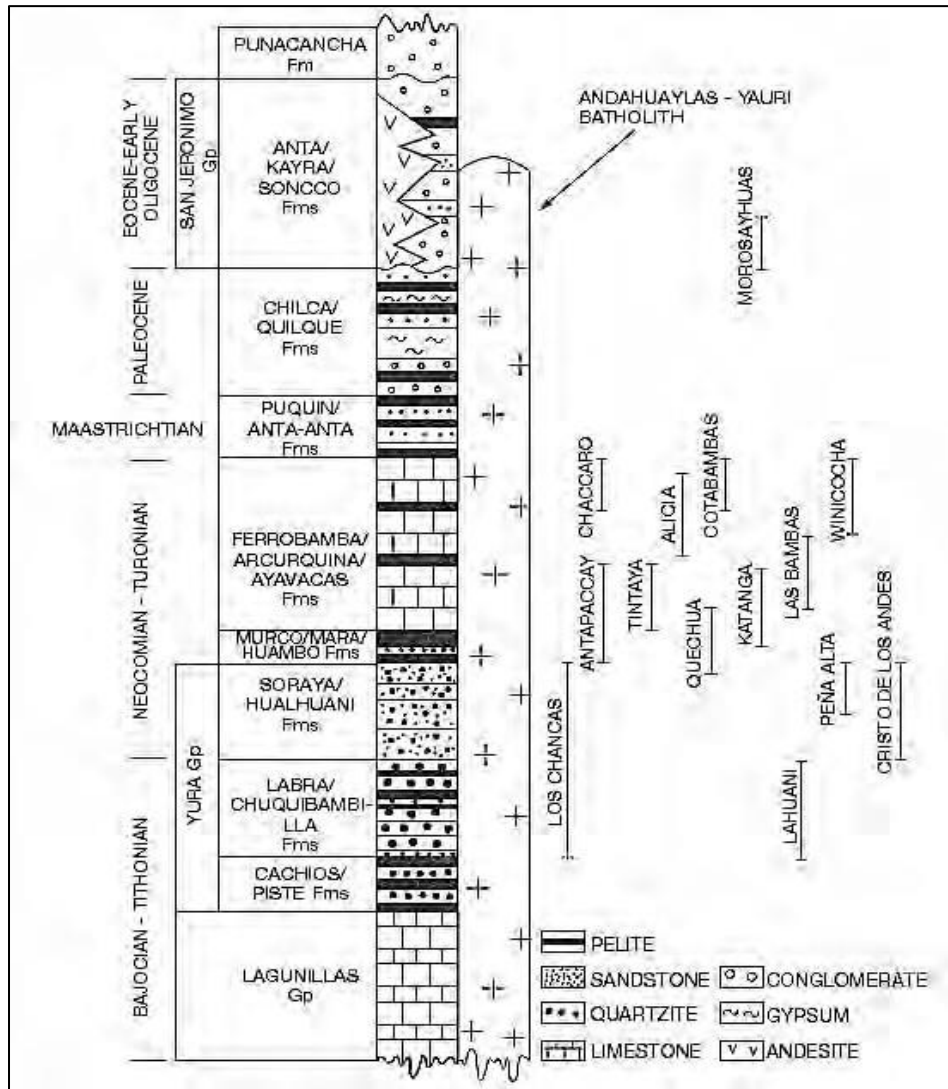 PUNACANCHA
Fm
EOCENE-EARLY
OLIGOCENE
SAN JERONIMO
Gp
ANTA/
KAYRA/
SONCCO
Fms
PALEOCENE
CHILCA/
QUILQUE
Fms
MAASTRICHTIAN
PUQUIN/
ANTA-ANTA
Fms
NEOCOMIAN - TURONIAN
FERROBAMBA/
ARCURQUINA/
AYAVACAS
Fms
MURCO/MARA/
HUAMBO Fms
YURA Gp
SORAYA/
HUALHUANI
Fms
BAJOCIAN - TITHONIAN
LABRA/
CHUQUIBAMBI-
LLA
Fms
CACHIOS/
PISTE Fms
LAGUNILLAS
Gp
ANDAHUAYLAS - YAURI
BATHOLITH
MOROSAYHUAS
CHACCARO
ALICIA
COTABAMBAS
WINICOCHA
ANTAPACCAY
TINTAYA
QUECHUA
KATANGA
LAS BAMBAS
PEÑA ALTA
CRISTO DE LOS ANDES
LOS CHANCAS
LAHUANI
PELITE
SANDSTONE
CONGLOMERATE
QUARTZITE
GYPSUM
LIMESTONE
ANDESITE